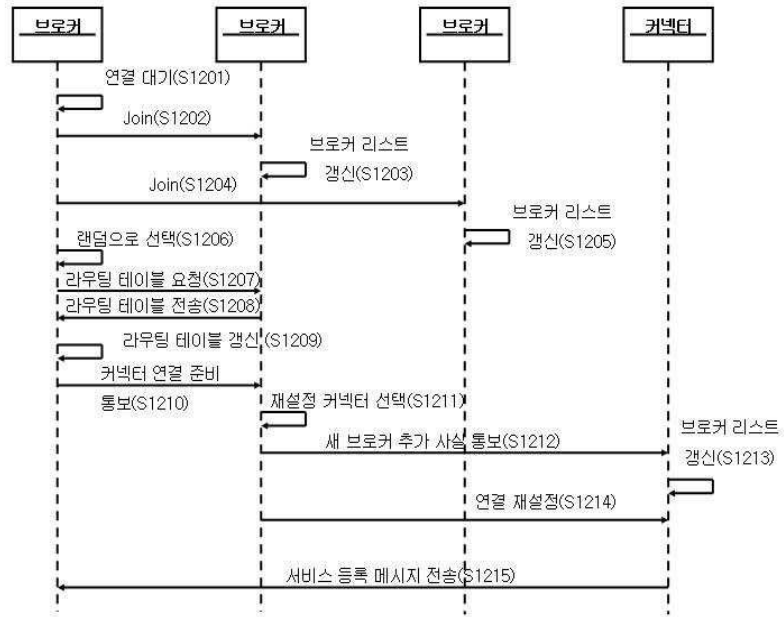 브로커 브로커 브로커 커넥터
연결 대기(S1201)
Join(S1202)
브로커 리스트
갱신(S1203)
Join(S1204)
브로커 리스트
갱신(S1205)
랜덤으로 선택(S1206)
라우팅 테이블 요청(S1207)
라우팅 테이블 전송(S1208)
라우팅 테이블 갱신(S1209)
커넥터 연결 준비
통보(S1210)
재설정 커넥터 선택(S1211)
새 브로커 추가 사실 통보(S1212)
브로커 리스트
갱신(S1213)
연결 재설정(S1214)
서비스 등록 메시지 전송(S1215)